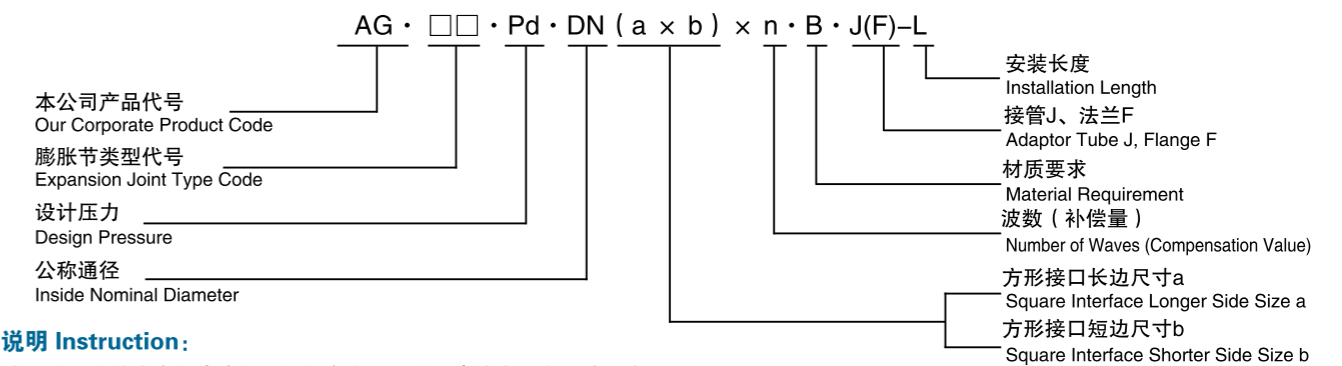 AG · □□ · Pd · DN (a × b) × n · B · J(F)–L
本公司产品代号
Our Corporate Product Code
膨胀节类型代号
Expansion Joint Type Code
设计压力
Design Pressure
公称通径
Inside Nominal Diameter
安装长度
Installation Length
接管J、法兰F
Adaptor Tube J, Flange F
材质要求
Material Requirement
波数（补偿量）
Number of Waves (Compensation Value)
方形接口长边尺寸a
Square Interface Longer Side Size a
方形接口短边尺寸b
Square Interface Shorter Side Size b
说明 Instruction: